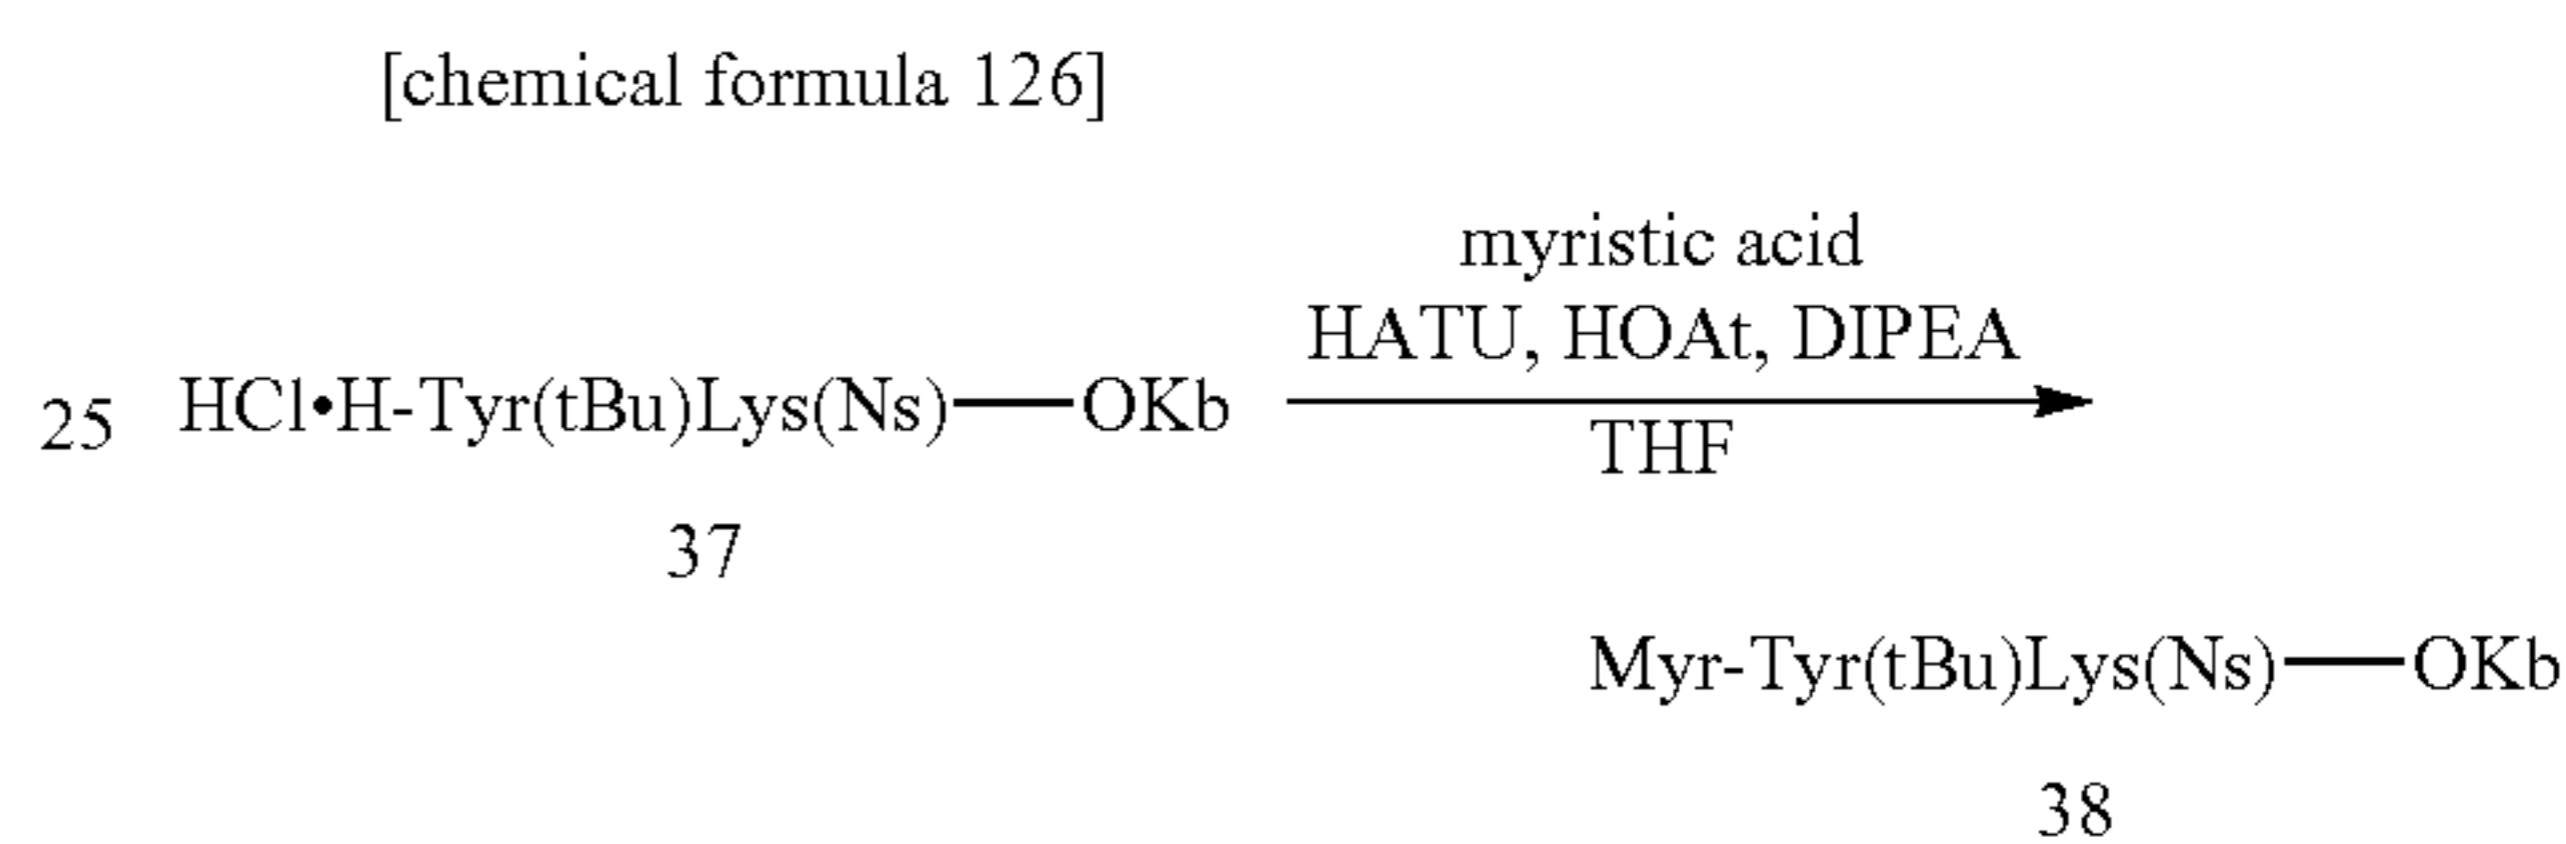 [chemical formula 126]
myristic acid
HATU, HOAt, DIPEA
25 HCl•H-Tyr(tBu)Lys(Ns)—OKb
THF
37
Myr-Tyr(tBu)Lys(Ns)—OKb
38